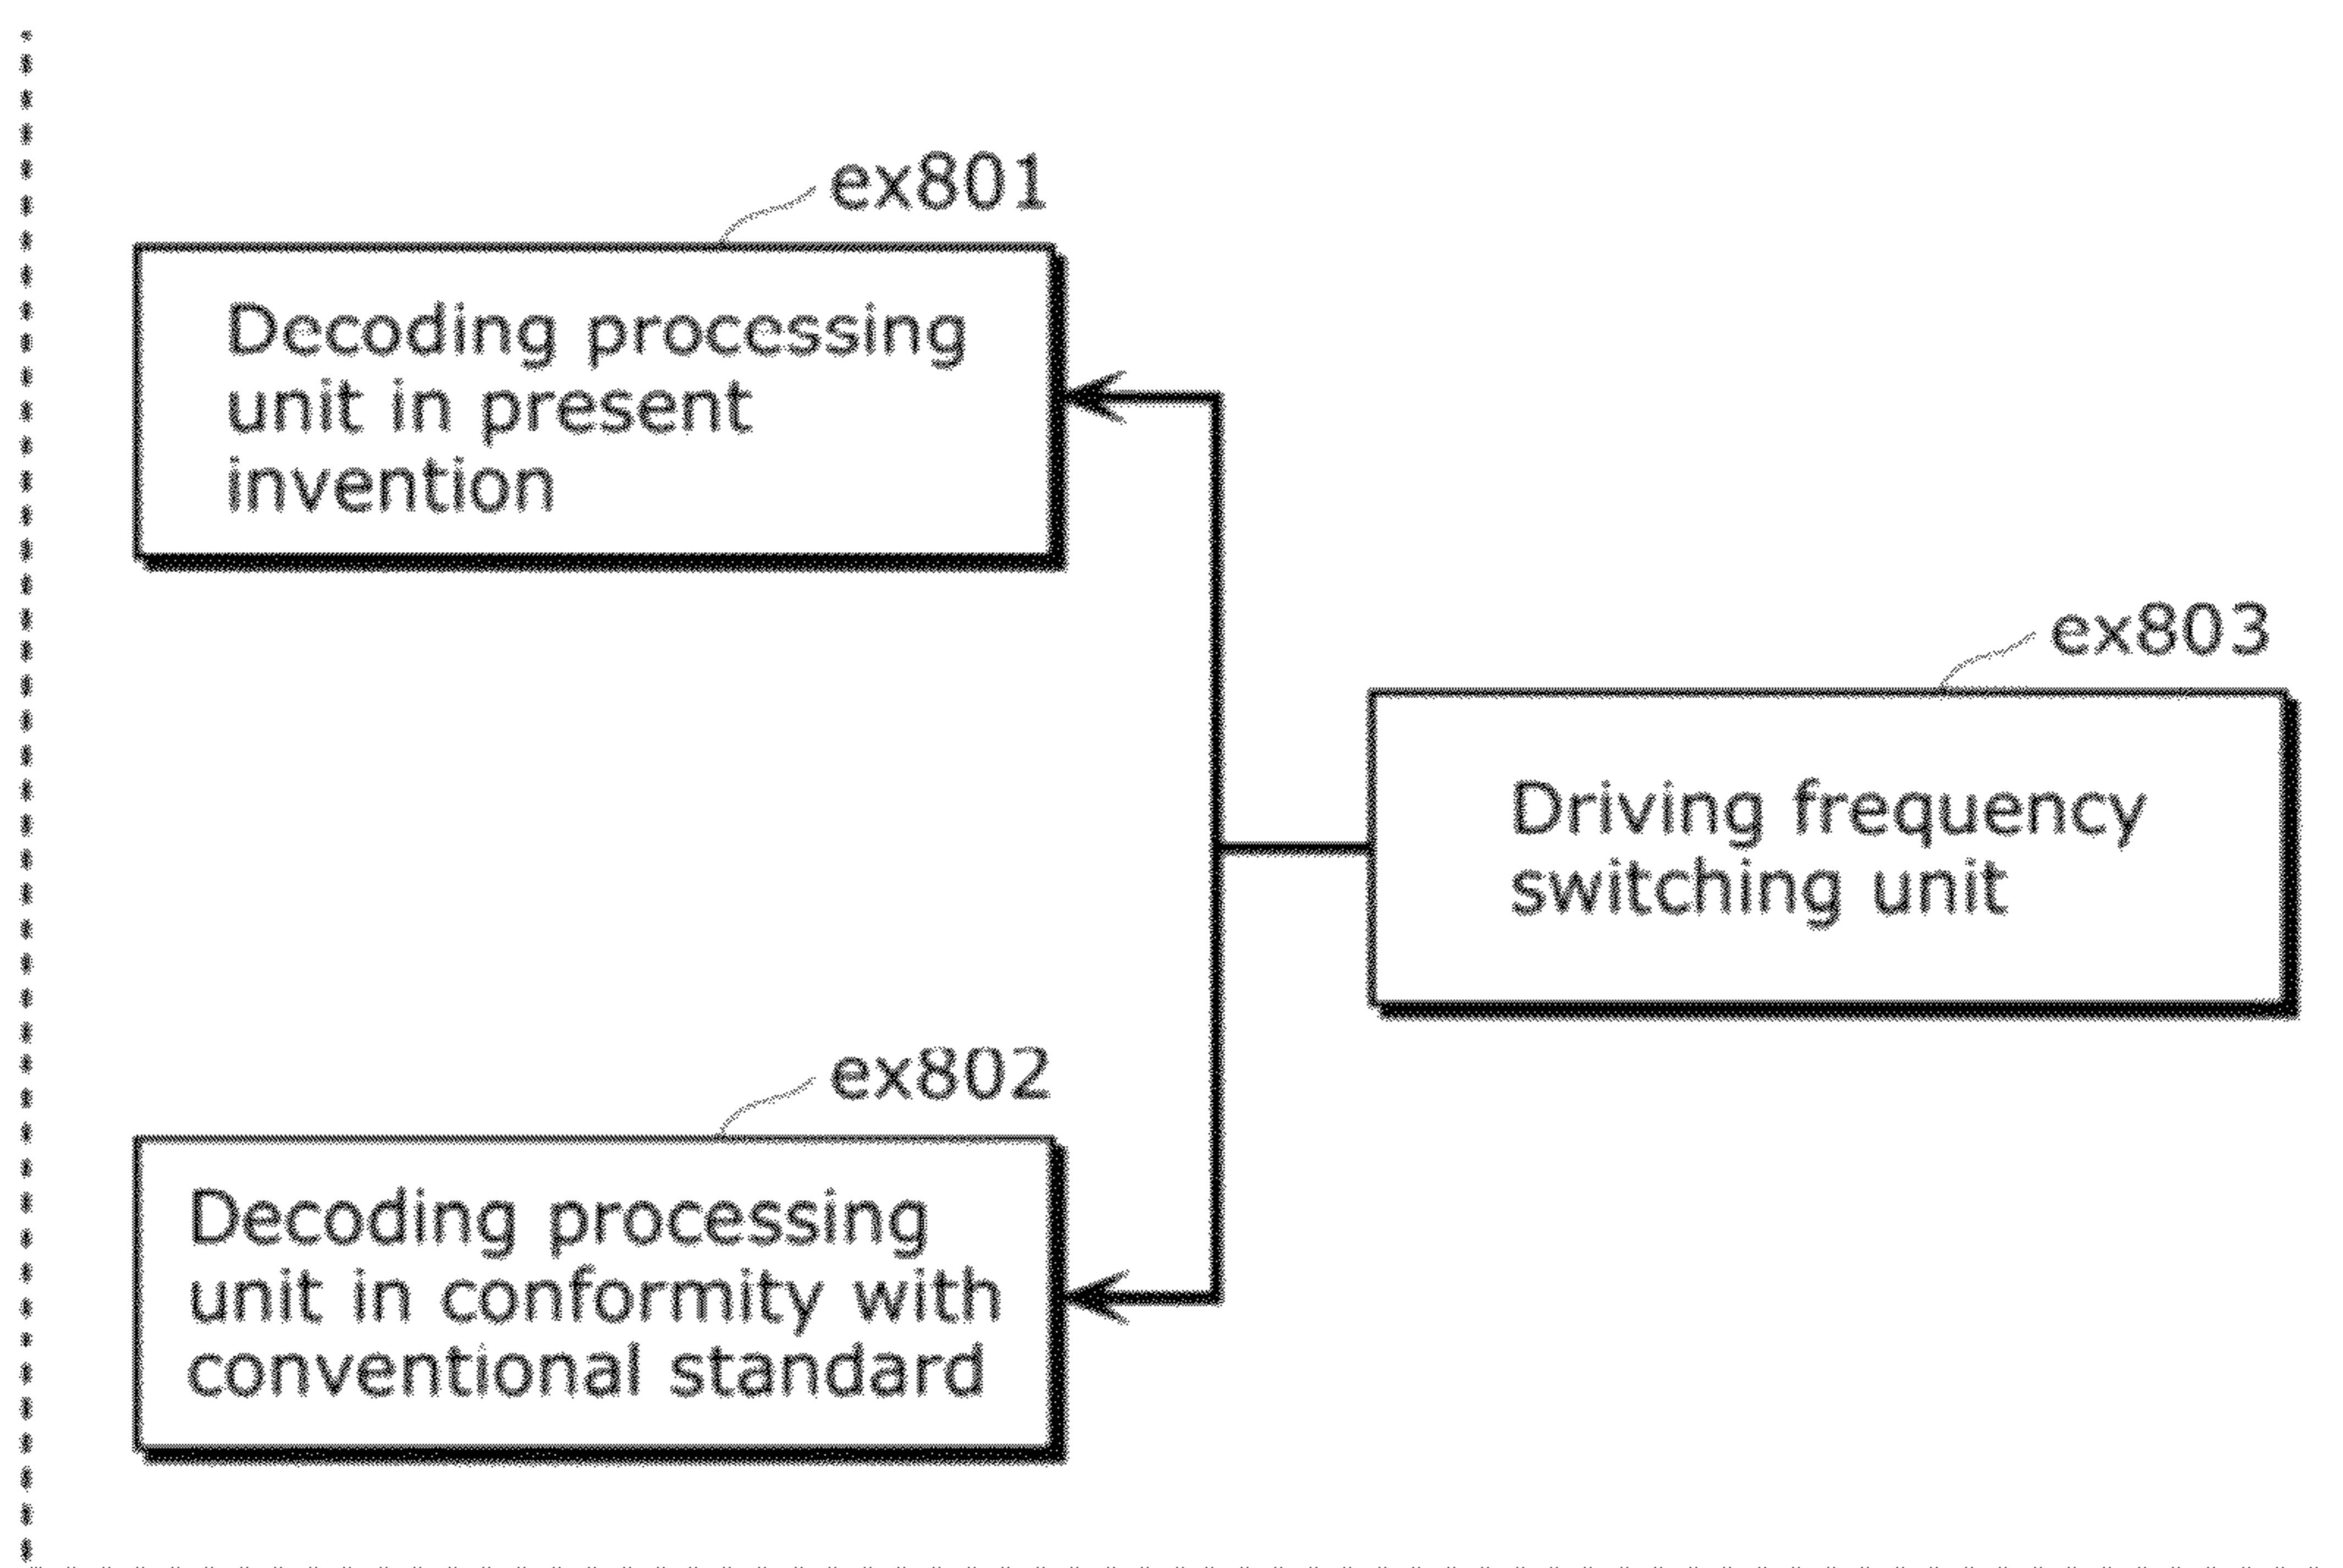 ex801
Decoding processing
unit in present
invention
ex803
Driving frequency
switching unit
ex802
Decoding processing
unit in conformity with
conventional standard